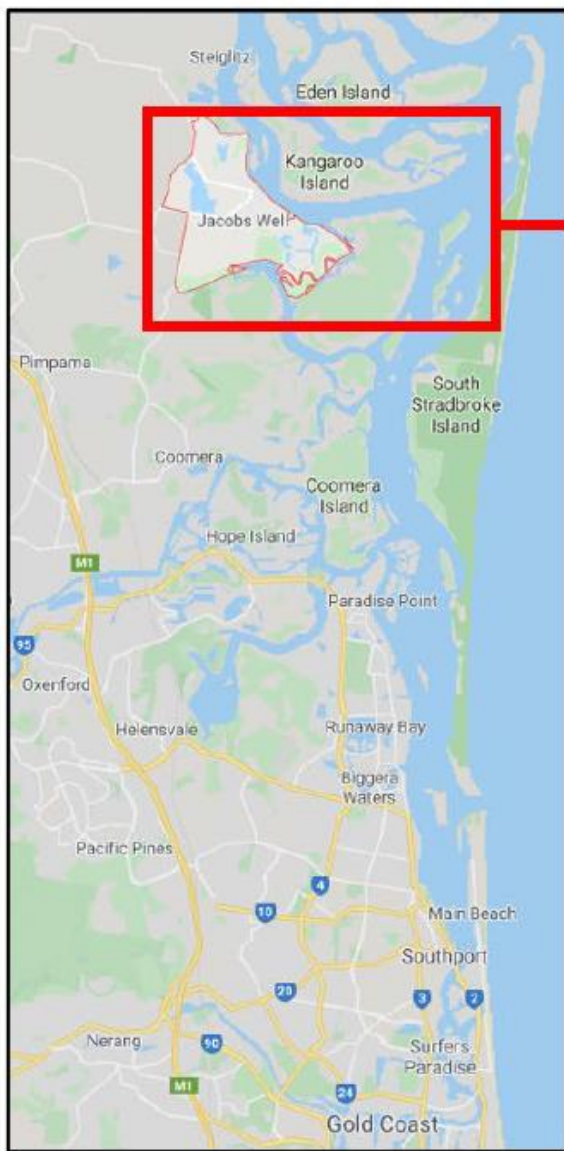 Steiglitz
Eden Island
Kangaroo
Island
Jacobs Well
Pimpama
South
Stradbroke
Island
Coomera
Coomera
Island
Hope Island
M1
Paradise Point
95
Oxenford
Helensvale
Runaway Bay
Biggera
Waters
Pacific Pines
4
10
Main Beach
Southport
20
3
2
Nerang
90
Surfers
Paradise
M1
24
Gold Coast